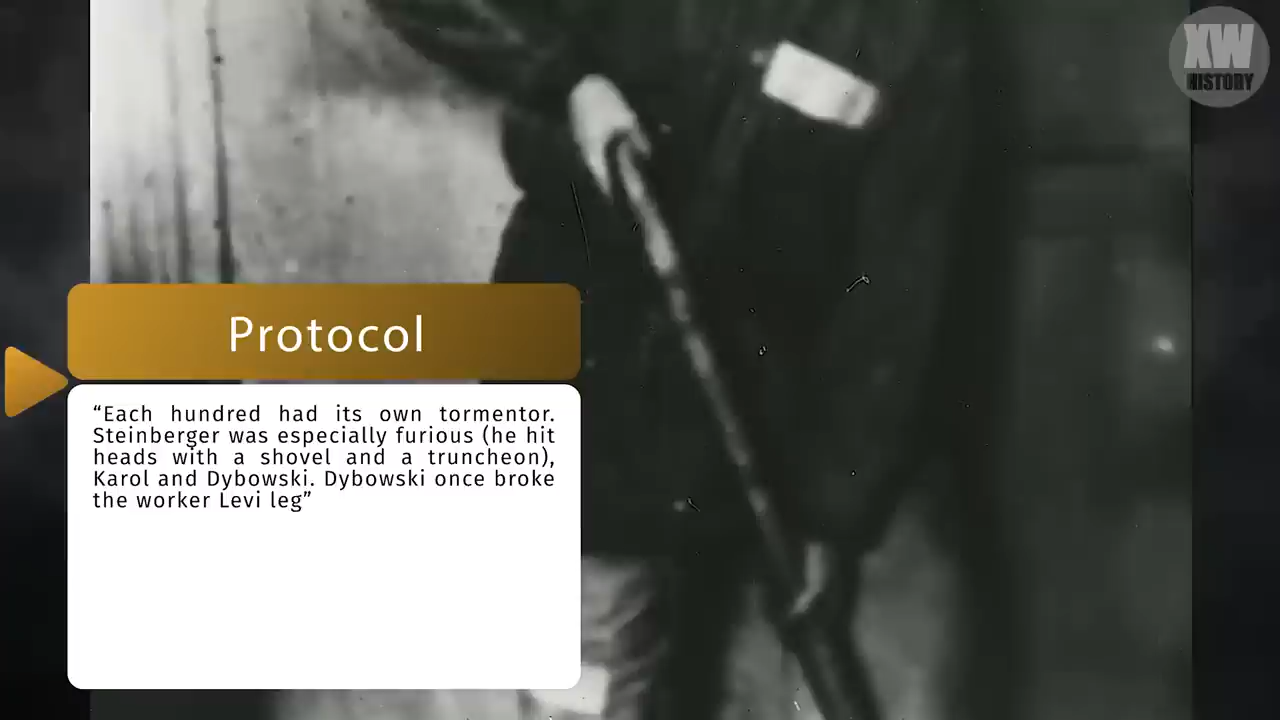 XW
HISTORY
Protocol
“Each hundred had its own tormentor.
Steinberger was especially furious (he hit
heads with a shovel and a truncheon),
Karol and Dybowski. Dybowski once broke
the worker Levi leg”